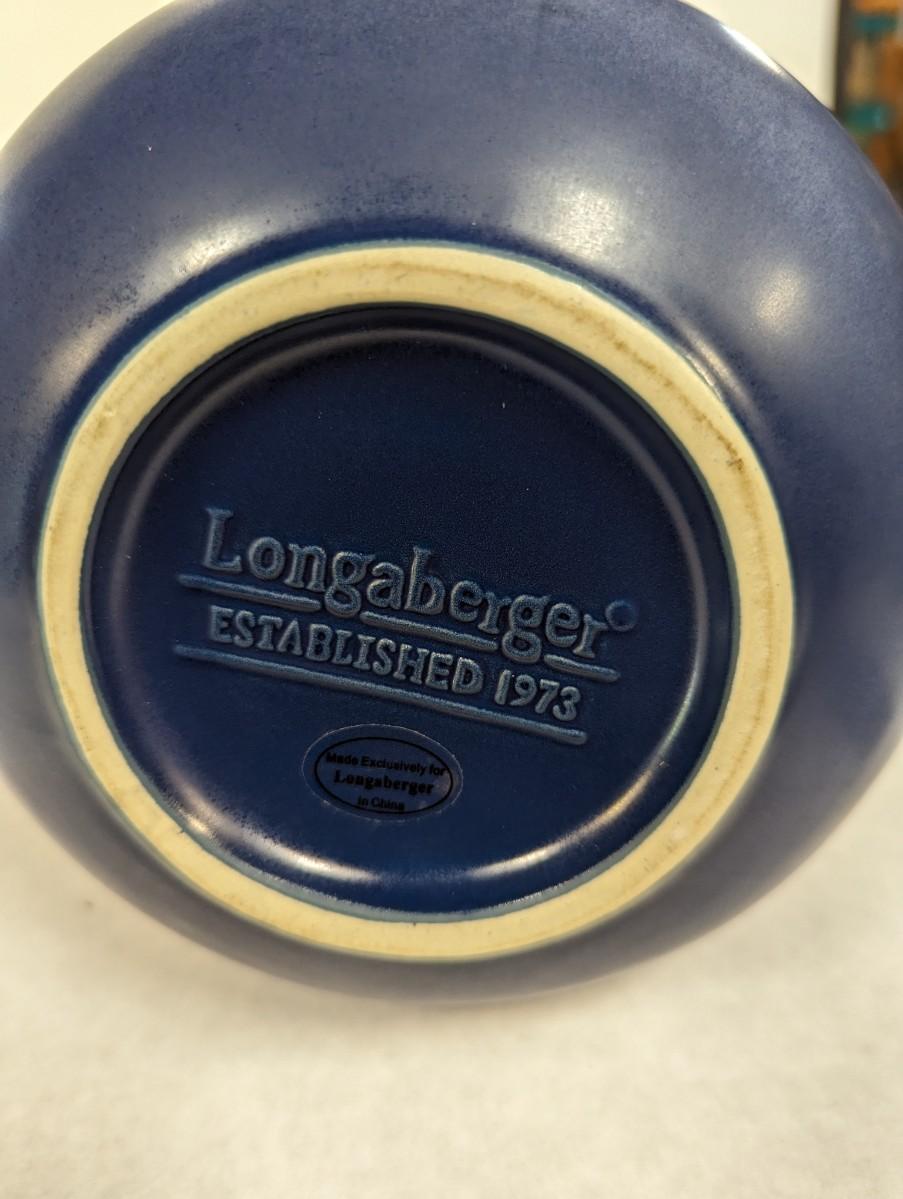 Longaberger®
ESTABLISHED 1973
Made Exclusively for
Longaberger
in China